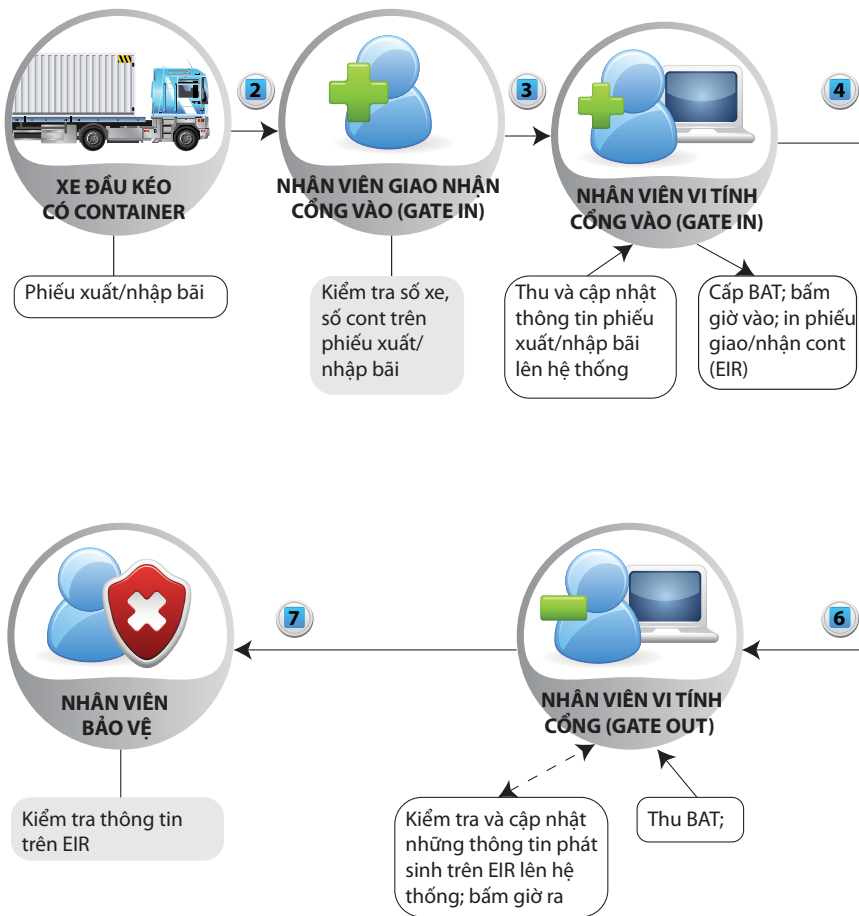 2
3
4
XE ĐẦU KÉO
CÓ CONTAINER
NHÂN VIÊN GIAO NHẬN
CỔNG VÀO (GATE IN)
NHÂN VIÊN VI TÍNH
CỔNG VÀO (GATE IN)
Phiếu xuất/nhập bãi
Kiểm tra số xe,
số cont trên
phiếu xuất/
nhập bãi
Thu và cập nhật
thông tin phiếu
xuất/nhập bãi
lên hệ thống
Cấp BAT; bấm
giờ vào; in phiếu
giao/nhận cont
(EIR)
7
6
NHÂN VIÊN
BẢO VỆ
NHÂN VIÊN VI TÍNH
CỔNG (GATE OUT)
Kiểm tra thông tin
trên EIR
Kiểm tra và cập nhật
những thông tin phát
sinh trên EIR lên hệ
thống; bấm giờ ra
Thu BAT;